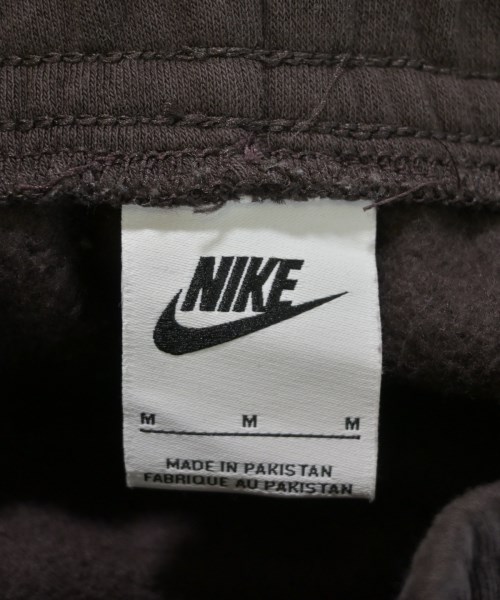 NIKE
M M M
MADE IN PAKISTAN
FABRIQUE AU PAKISTAN